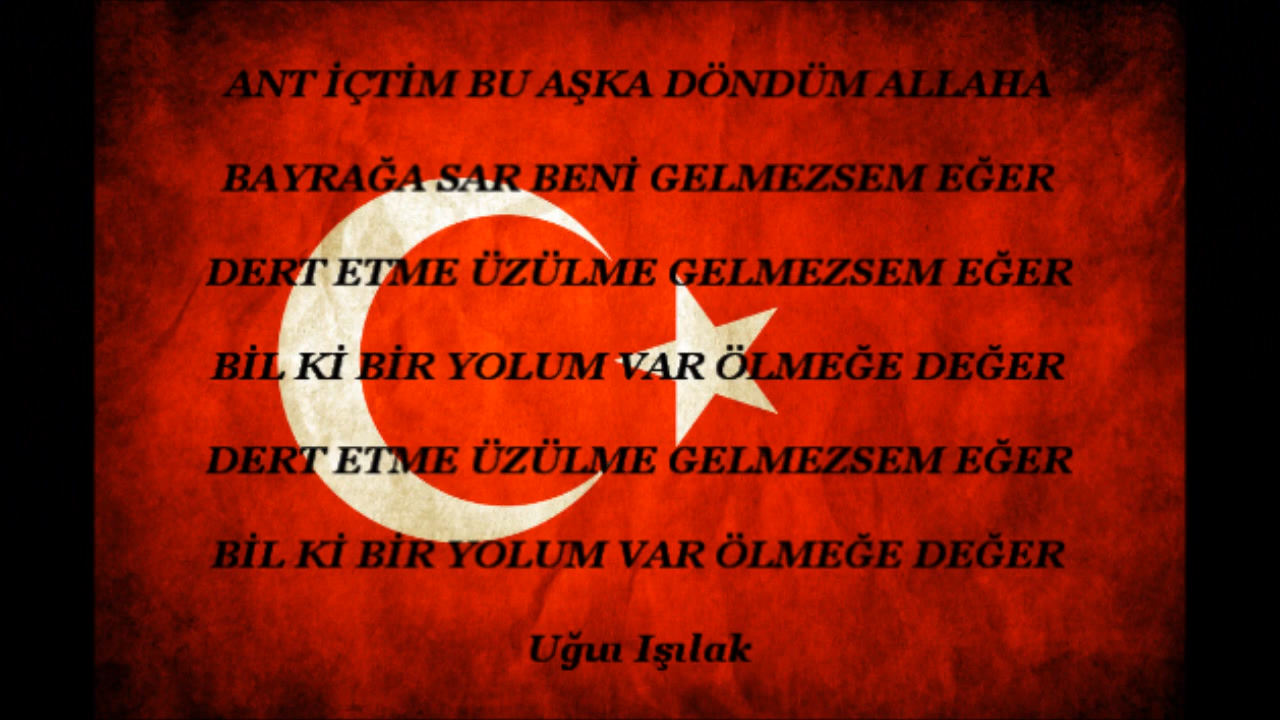 ANT İÇTİM BU AŞKA DÖNDÜM ALLAHA
BAYRAĞA SAR BENİ GELMEZSEM EĞER
DERT ETME ÜZÜLME GELMEZSEM EĞER
BİL Kİ BİR YOLUM VAR ÖLMEĞE DEĞER
DERT ETME ÜZÜLME GELMEZSEM EĞER
BİL Kİ BİR YOLUM VAR ÖLMEĞE DEĞER
Uğur Işılak